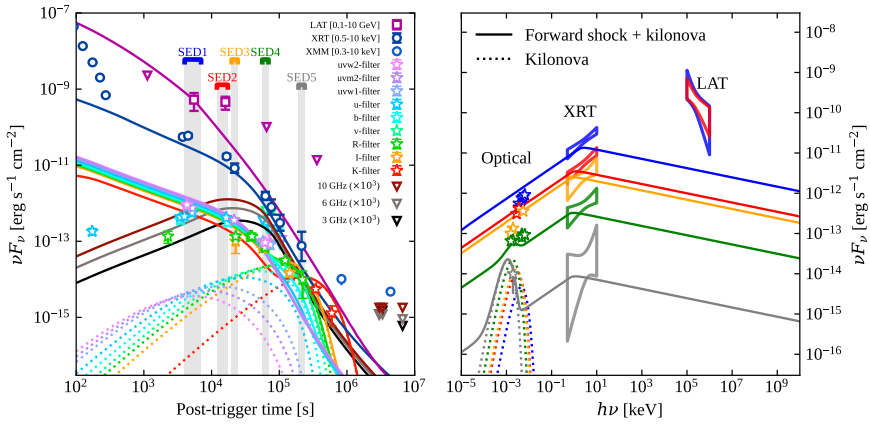 10⁻⁷
10⁻⁹
10⁻¹¹
10⁻¹³
10⁻¹⁵
νFν [erg s⁻¹ cm⁻²]
10²
10³
10⁴
10⁵
10⁶
10⁷
Post-trigger time [s]
SED1
SED2
SED3
SED4
SED5
LAT [0.1-10 GeV]
XRT [0.5-10 keV]
XMM [0.3-10 keV]
uvw2-filter
uvm2-filter
uvw1-filter
u-filter
b-filter
v-filter
R-filter
I-filter
K-filter
10 GHz (×10³)
6 GHz (×10³)
3 GHz (×10³)
Forward shock + kilonova
Kilonova
Optical
XRT
LAT
10⁻⁵
10⁻³
10⁻¹
10¹
10³
10⁵
10⁷
hν [keV]
10⁻⁸
10⁻⁹
10⁻¹⁰
10⁻¹¹
10⁻¹²
10⁻¹³
10⁻¹⁴
10⁻¹⁵
10⁻¹⁶
νFν [erg s⁻¹ cm⁻²]